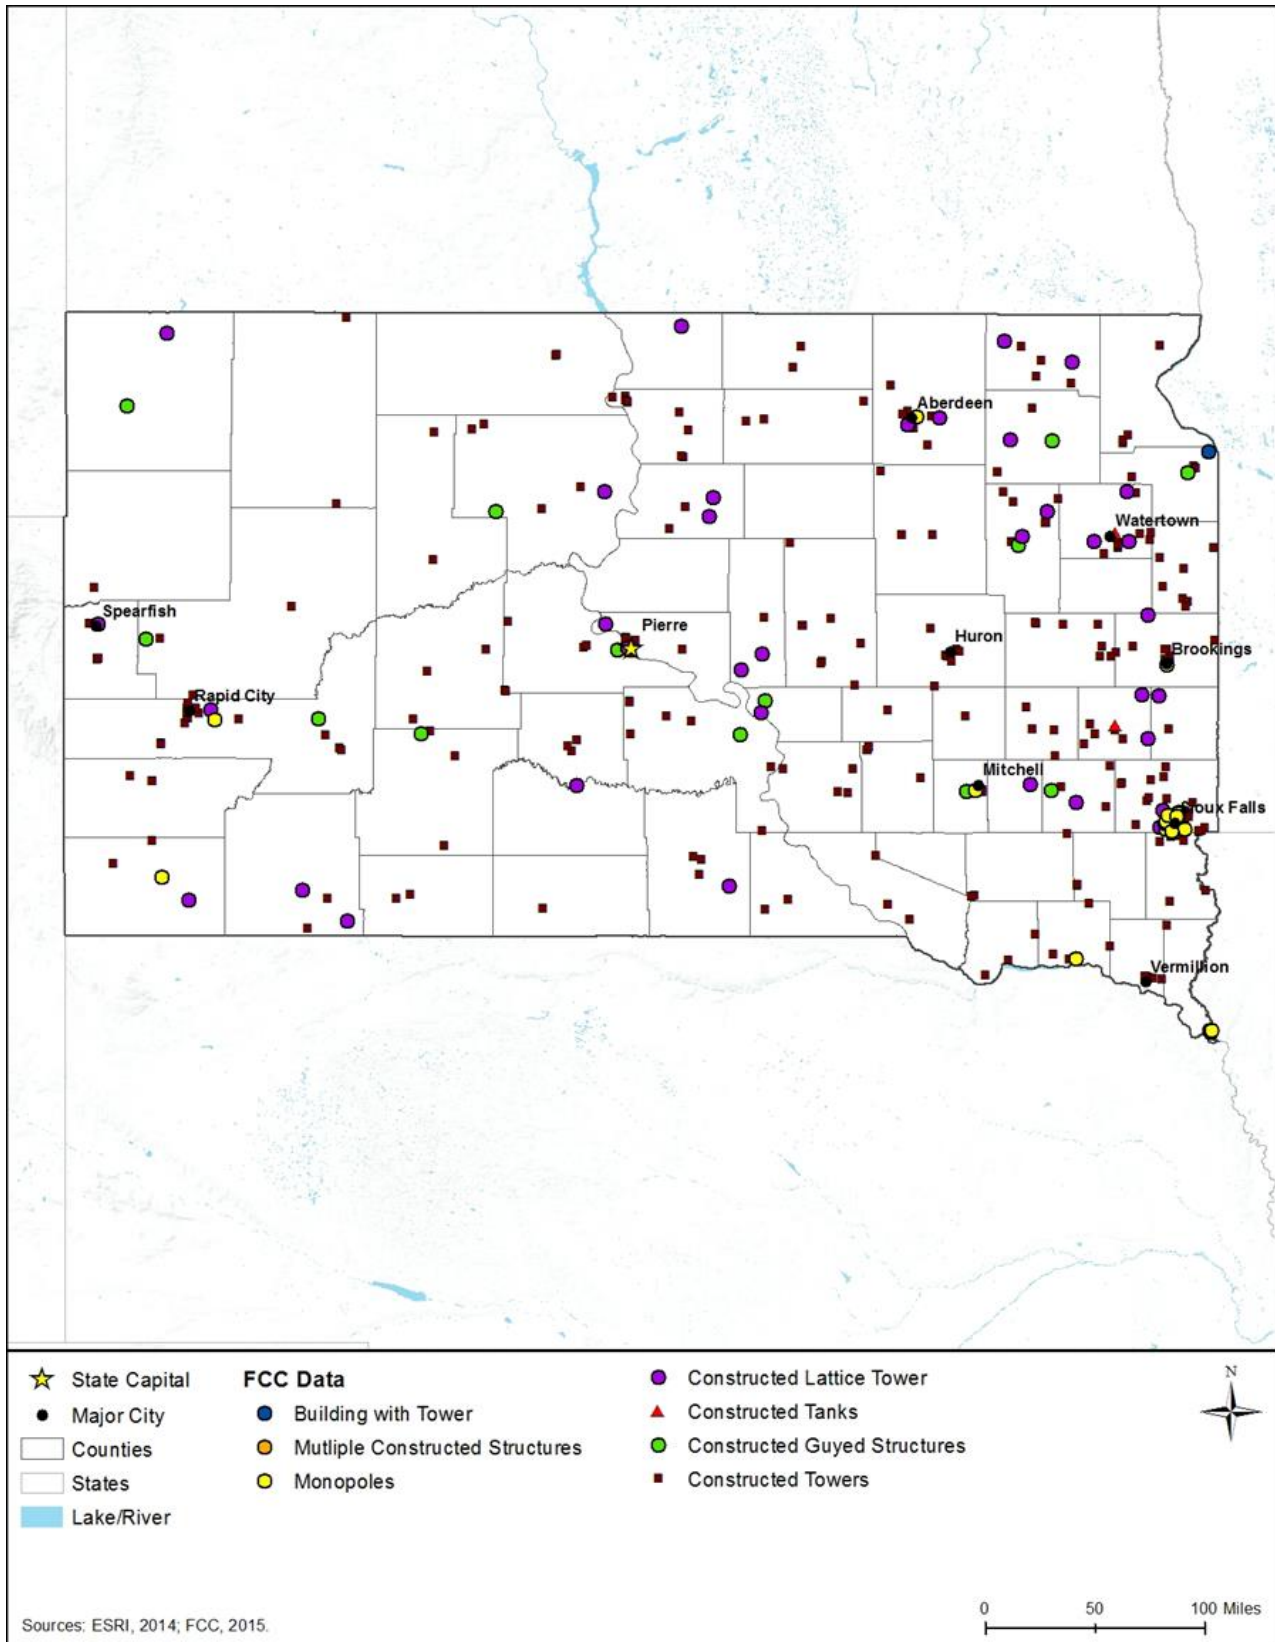 Aberdeen
Watertown
Spearfish
Pierre
Huron
Brookings
Rapid City
Mitchell
Sioux Falls
Vermillion
State Capital
Major City
Counties
States
Lake/River
FCC Data
Building with Tower
Mutliple Constructed Structures
Monopoles
Constructed Lattice Tower
Constructed Tanks
Constructed Guyed Structures
Constructed Towers
N
0 50 100 Miles
Sources: ESRI, 2014; FCC, 2015.